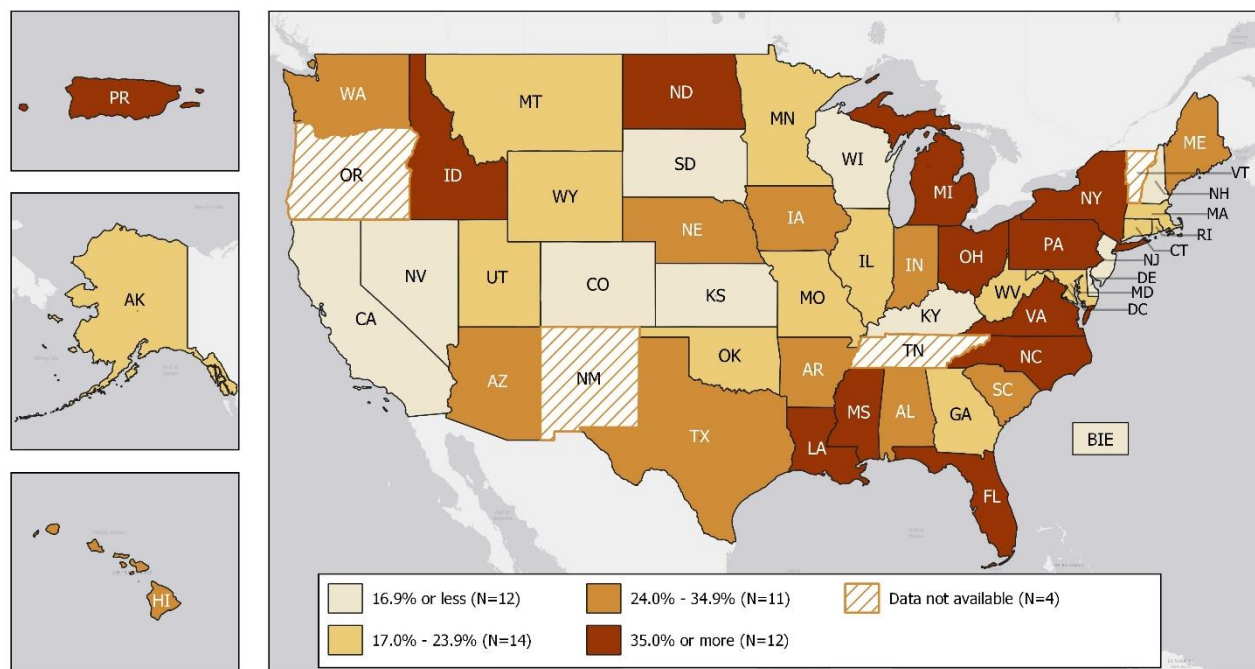 PR
AK
HI
WA
MT
ND
MN
OR
ID
SD
WI
MI
ME
VT
NH
MA
RI
CT
NJ
DE
MD
DC
WY
NE
IA
NY
PA
IL
IN
OH
NV
UT
CO
KS
MO
KY
WV
VA
CA
AZ
NM
OK
AR
TN
NC
SC
TX
LA
MS
AL
GA
FL
BIE
16.9% or less (N=12)
24.0% - 34.9% (N=11)
Data not available (N=4)
17.0% - 23.9% (N=14)
35.0% or more (N=12)